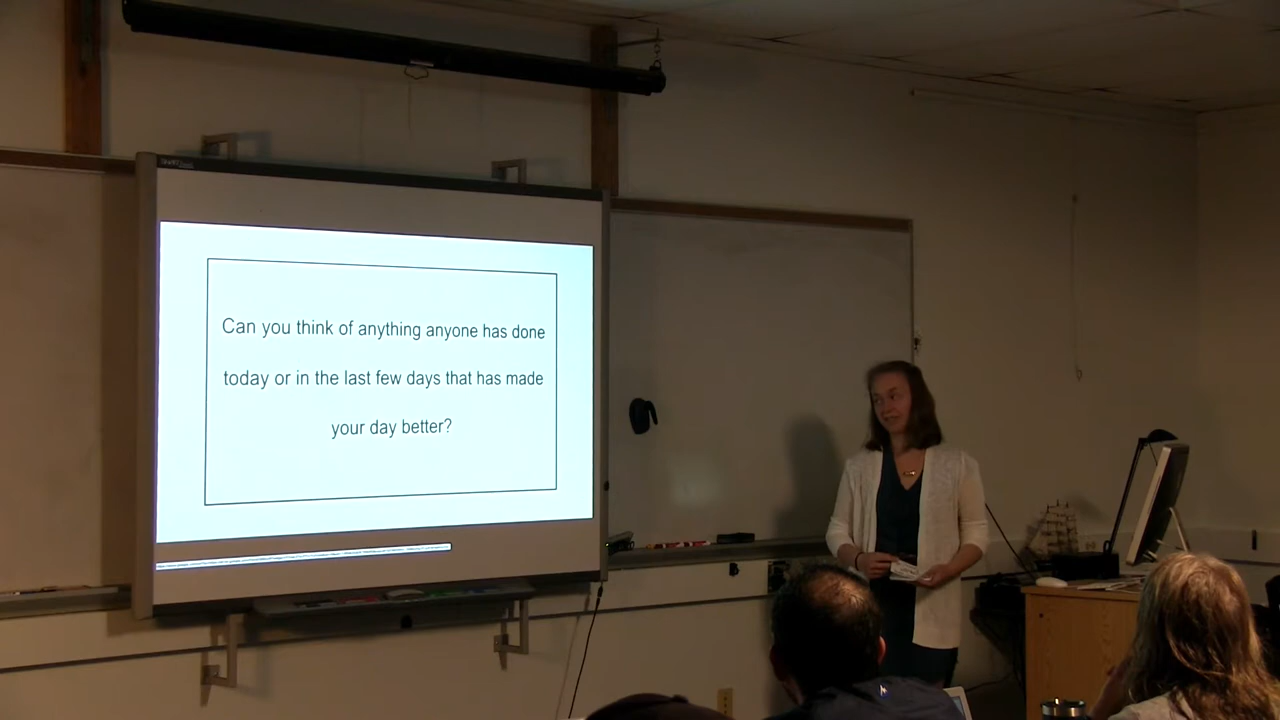 Can you think of anything anyone has done
today or in the last few days that has made
your day better?